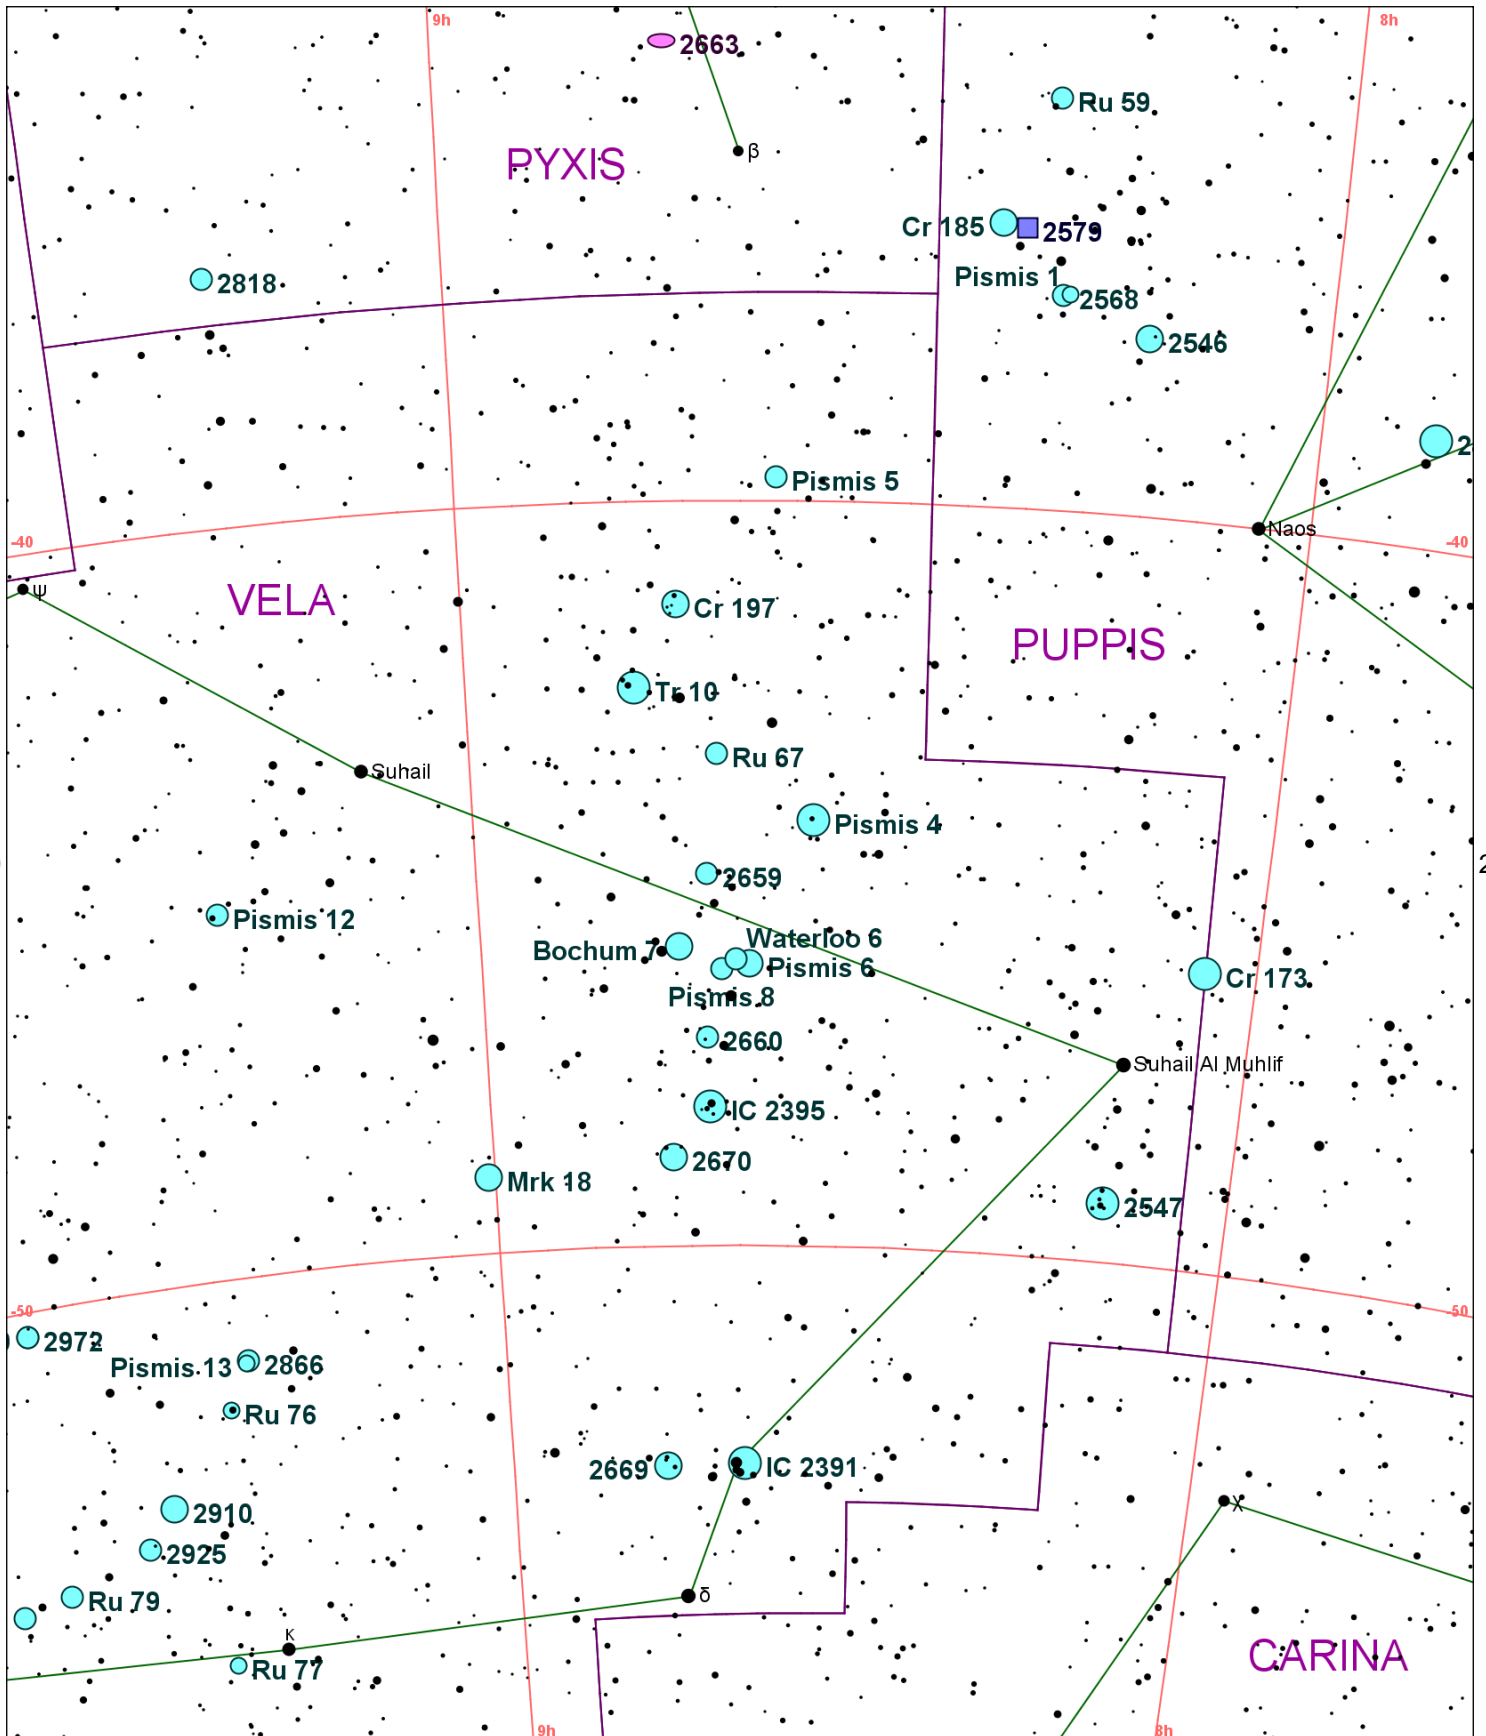 9h
8h
2663
Ru 59
β
PYXIS
Cr 185
2579
Pismis 1
2818
2568
2546
2
Pismis 5
Naos
-40
-40
ψ
VELA
Cr 197
PUPPIS
Tr 10
Ru 67
Suhail
Pismis 4
2
2659
Pismis 12
Waterloo 6
Bochum 7
Pismis 6
Cr 173
Pismis 8
2660
Suhail Al Muhlif
IC 2395
2670
Mrk 18
2547
-50
-50
2972
Pismis 13
2866
Ru 76
2669
IC 2391
2910
χ
2925
Ru 79
δ
κ
CARINA
Ru 77
9h
8h